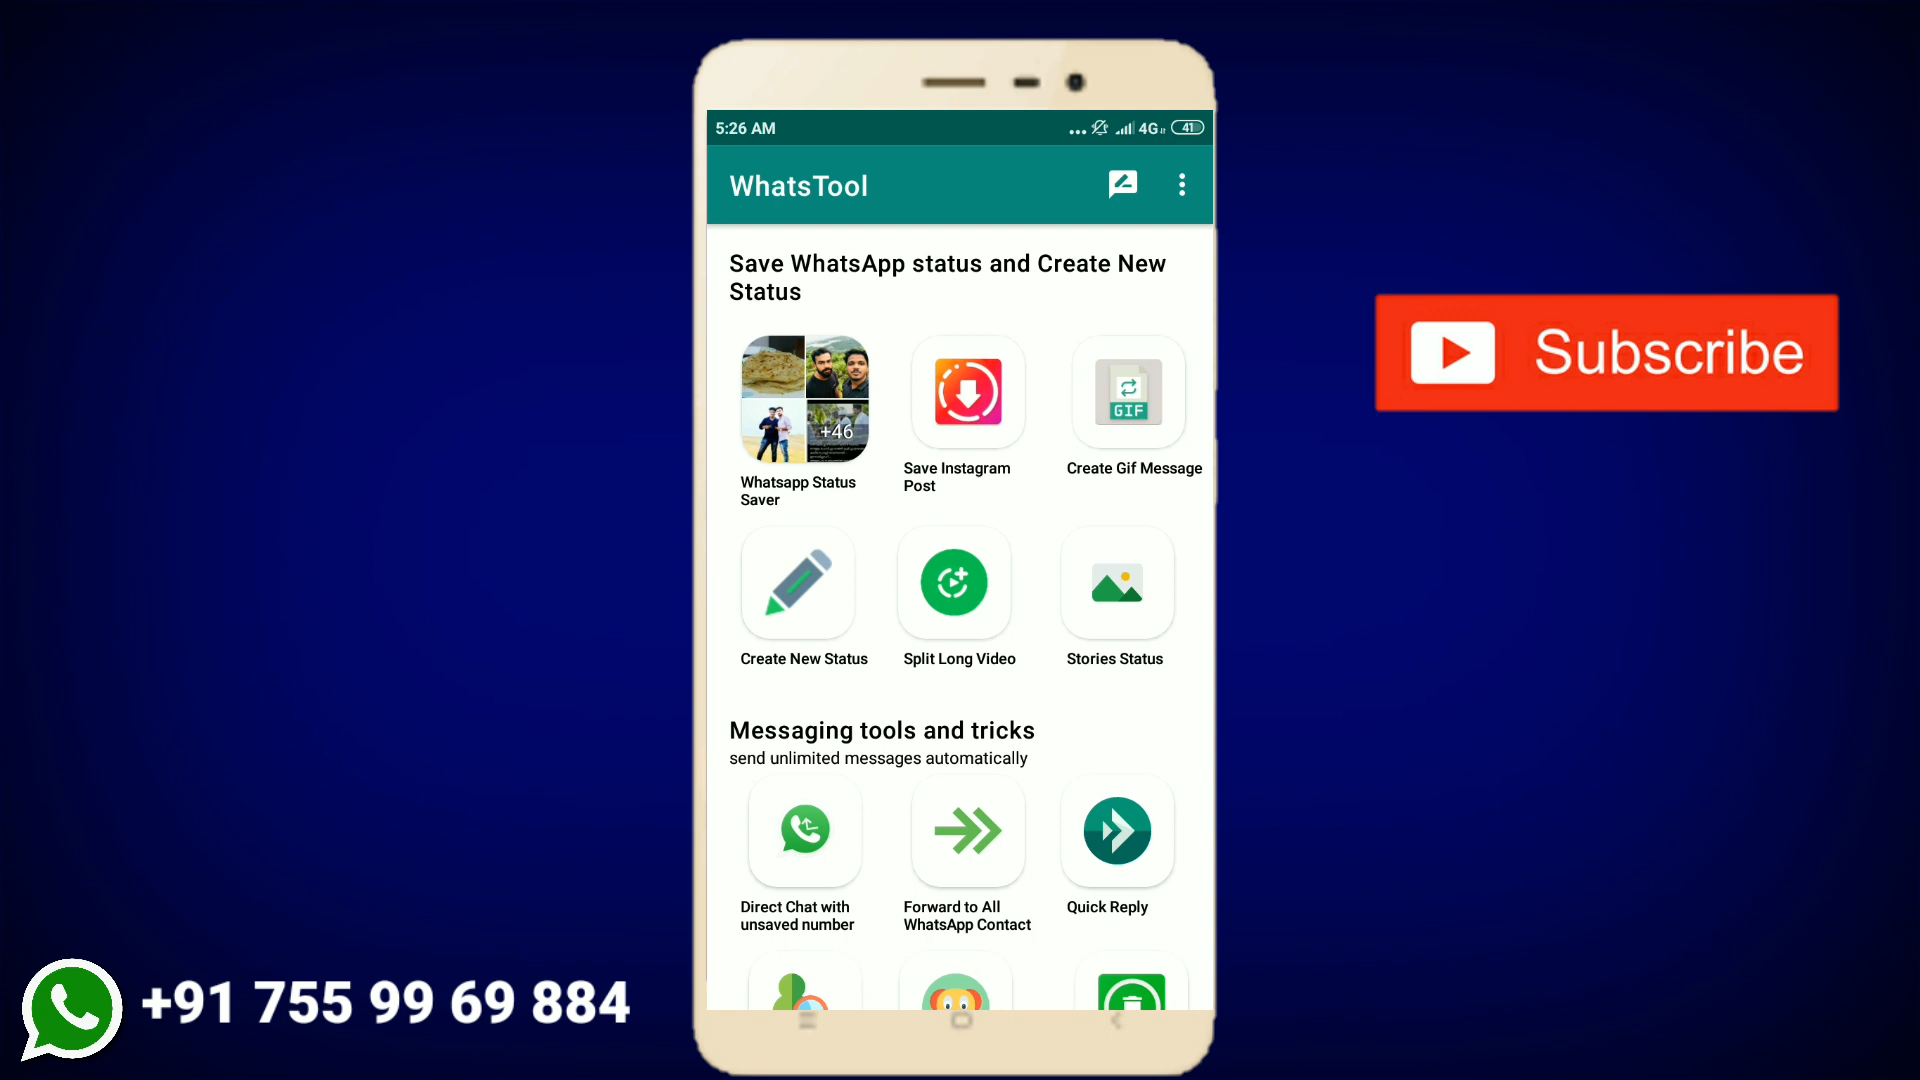 5:26 AM
4G
41
WhatsTool
Save WhatsApp status and Create New
Status
+46
GIF
Whatsapp Status
Saver
Save Instagram
Post
Create Gif Message
Create New Status
Split Long Video
Stories Status
Messaging tools and tricks
send unlimited messages automatically
Direct Chat with
unsaved number
Forward to All
WhatsApp Contact
Quick Reply
Subscribe
+91 755 99 69 884